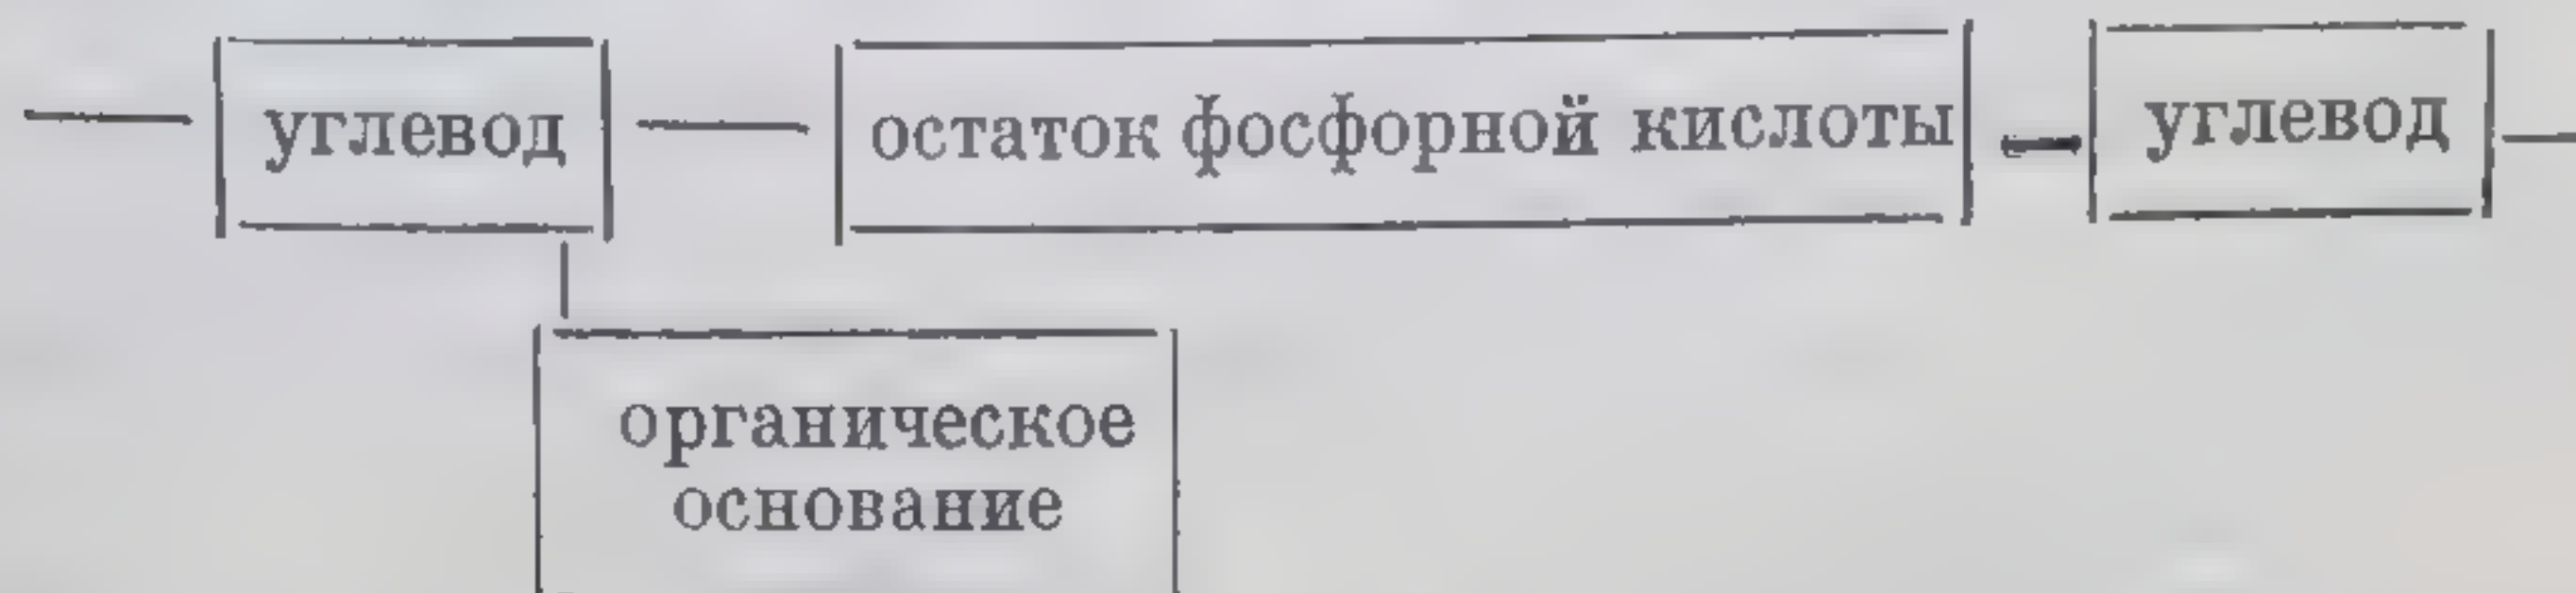 углевод остаток фосфорной кислоты углевод
органическое
основание